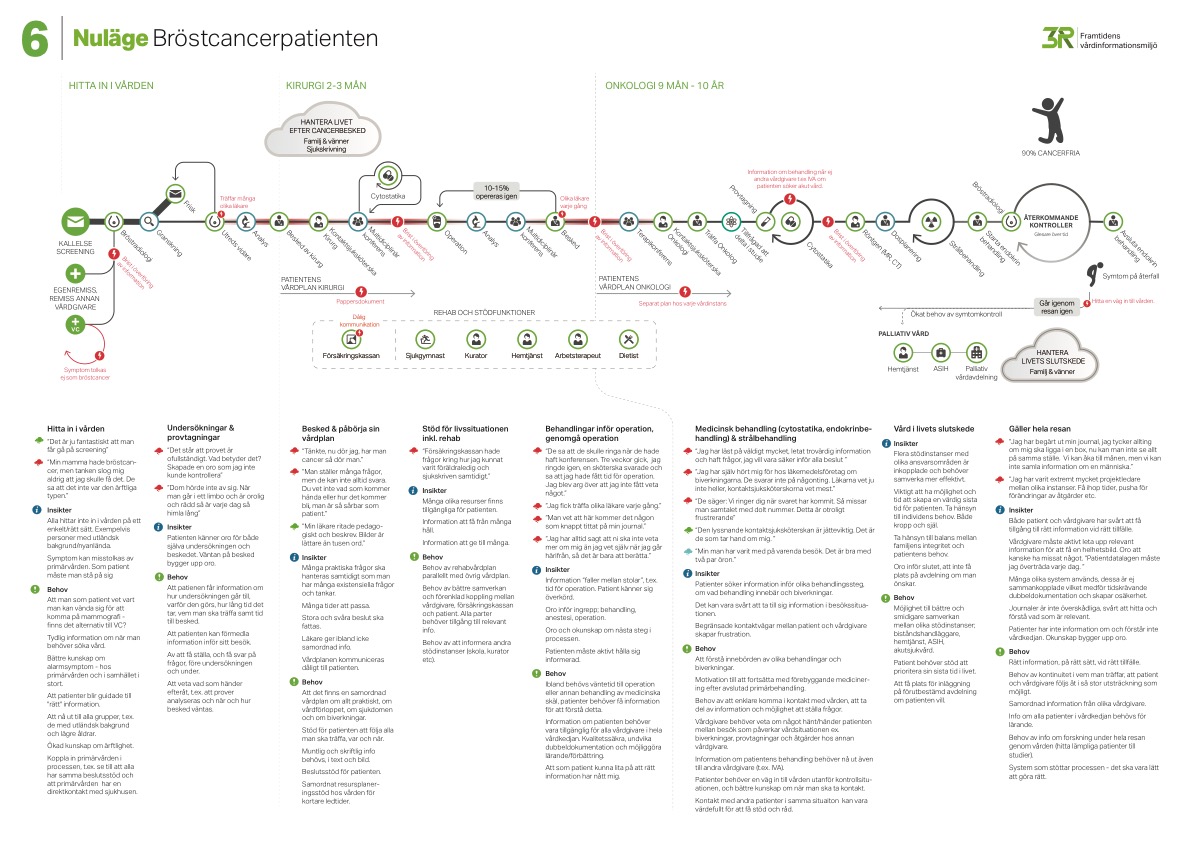 6 Nuläge Bröstcancerpatienten
3R Framtidens
vårdinformationsmiljö
HITTA IN I VÅRDEN
KIRURGI 2-3 MÅN
ONKOLOGI 9 MÅN - 10 ÅR
HANTERA LIVET
EFTER CANCERBESKED
Familj & vänner
Sjukskrivning
90% CANCERFRIA
KALLELSE
SCREENING
EGENREMISS,
REMISS ANNAN
VÅRDGIVARE
VC
Symptom tolkas
ej som bröstcancer
Bröstradiologi
Brist i överföring
av information
Granskning
Frisk
Träffar många
olika läkare
Utreds vidare
Analys
Besked av kirurg
Kontaktsjuksköterska
Kirurgi
Multidisciplinär
konferens
Cytostatika
Brist i överföring
av information
Operation
10-15%
opereras igen
Analys
Multidisciplinär
konferens
Olika läkare
varje gång
Besked
Brist i överföring
av information
Terapikonferens
Kontaktsjuksköterska
Onkologi
Träffa Onkolog
Tillfrågad att
delta i studie
Provtagning
Information om behandling når ej
andra vårdgivare t ex IVA om
patienten söker akut vård.
Cytostatika
Brist i överföring
av information
Röntgen (MR, CT)
Dosplanering
Strålbehandling
Bröstradiologi
Starta endokrin
behandling
ÅTERKOMMANDE
KONTROLLER
Glesare över tid
Avsluta endokrin
behandling
Symtom på återfall
Hitta en väg in till vården.
Går igenom
resan igen
Ökat behov av symtomkontroll
PATIENTENS
VÅRDPLAN KIRURGI
Pappersdokument
PATIENTENS
VÅRDPLAN ONKOLOGI
Separat plan hos varje vårdinstans
REHAB OCH STÖDFUNKTIONER
Dålig
kommunikation
Försäkringskassan
Sjukgymnast
Kurator
Hemtjänst
Arbetsterapeut
Dietist
PALLIATIV VÅRD
Hemtjänst
ASIH
Palliativ
vårdavdelning
HANTERA
LIVETS SLUTSKEDE
Familj & vänner
Hitta in i vården
"Det är ju fantastiskt att man
får gå på screening"
"Min mamma hade bröstcan-
cer, men tanken slog mig
aldrig att jag skulle få det. De
sa att det inte var den ärftliga
typen."
Insikter
Alla hittar inte in i vården på ett
enkelt/rätt sätt. Exempelvis
personer med utländsk
bakgrund/nyanlända.
Symptom kan misstolkas av
primärvården. Som patient
måste man stå på sig
Behov
Att man som patient vet vart
man kan vända sig för att
komma på mammografi –
finns det alternativ till VC?
Tydlig information om när man
behöver söka vård.
Bättre kunskap om
alarmsymptom - hos
primärvården och i samhället i
stort.
Att patienter blir guidade till
"rätt" information.
Att nå ut till alla grupper, t.ex.
de med utländsk bakgrund
och lägre åldrar.
Ökad kunskap om ärftlighet.
Koppla in primärvården i
processen, t.ex. se till att alla
har samma beslutsstöd och
att primärvården har en
direktkontakt med sjukhusen.
Undersökningar &
provtagningar
"Det står att provet är
ofullständigt. Vad betyder det?
Skapade en oro som jag inte
kunde kontrollera"
"Dom hörde inte av sig. När
man går i ett limbo och är orolig
och rädd så är varje dag så
himla lång"
Insikter
Patienten känner oro för både
själva undersökningen och
beskedet. Väntan på besked
bygger upp oro.
Behov
Att patienen får information om
hur undersökningen går till,
varför den görs, hur lång tid det
tar, vem man ska träffa samt tid
till besked.
Att patienten kan förmedla
information inför sitt besök.
Av att få ställa, och få svar på
frågor, före undersökningen
och under.
Att veta vad som händer
efteråt, t.ex, att prover
analyseras och när och hur
besked väntas.
Besked & påbörja sin
vårdplan
"Tänkte, nu dör jag, har man
cancer så dör man."
"Man ställer många frågor,
men de kan inte alltid svara.
Du vet inte vad som kommer
hända eller hur det kommer
bli, man är så sårbar som
patient."
"Min läkare ritade pedago-
giskt och beskrev. Bilder är
lättare än tusen ord."
Insikter
Många praktiska frågor ska
hanteras samtidigt som man
har många existensiella frågor
och tankar.
Många tider att passa.
Stora och svåra beslut ska
fattas.
Läkare ger ibland icke
samordnad info.
Vårdplanen kommuniceras
dåligt till patienten.
Behov
Att det finns en samordnad
vårdplan om allt praktiskt, om
vårdförloppet, om sjukdomen
och om biverkningar.
Stöd för patienten att följa alla
man ska träffa, var och när.
Muntlig och skriftlig info
behövs, i text och bild.
Beslutsstöd för patienten.
Samordnat resursplaner-
ingsstöd hos vården för
kortare ledtider.
Stöd för livssituationen
inkl. rehab
"Försäkringskassan hade
frågor kring hur jag kunnat
varit föräldraledig och
sjukskriven samtidigt."
Insikter
Många olika resurser finns
tillgängliga för patienten.
Information att få från många
håll.
Information att ge till många.
Behov
Behov av rehabvårdplan
parallellt med övrig vårdplan.
Behov av bättre samverkan
och förenklad koppling mellan
vårdgivare, försäkringskassan
och patient. Alla parter
behöver tillgång till relevant
info.
Behov av att informera andra
stödinstanser (skola, kurator
etc).
Behandlingar inför operation,
genomgå operation
"De sa att de skulle ringa när de hade
haft konferensen. Tre veckor gick, jag
ringde igen, en sköterska svarade och
sa att jag hade fått tid för operation.
Jag blev arg över att jag inte fått veta
något."
"Jag fick träffa olika läkare varje gång."
"Man vet att här kommer det någon
som knappt tittat på min journal."
"Jag har alltid sagt att ni ska inte veta
mer om mig än jag vet själv när jag går
härifrån, så det är bara att berätta."
Insikter
Information "faller mellan stolar", t.ex.
tid för operation. Patient känner sig
överkörd.
Oro inför ingrepp; behandling,
anestesi, operation.
Oro och okunskap om nästa steg i
processen.
Patienten måste aktivt hålla sig
informerad.
Behov
Ibland behövs väntetid till operation
eller annan behandling av medicinska
skäl, patienter behöver få information
för att förstå detta.
Information om patienten behöver
vara tillgänglig för alla vårdgivare i hela
vårdkedjan. Kvalitetssäkra, undvika
dubbeldokumentation och möjliggöra
lärande/förbättring.
Att som patient kunna lita på att rätt
information har nått mig.
Medicinsk behandling (cytostatika, endokrinbe-
handling) & strålbehandling
"Jag har läst på väldigt mycket, letat trovärdig information
och haft frågor, jag vill vara säker inför alla beslut "
"Jag har själv hört mig för hos läkemedelsföretag om
biverkningarna. De svarar inte på någonting. Läkarna vet ju
inte heller, kontaktsjuksköterskorna vet mest."
"De säger: Vi ringer dig när svaret har kommit. Så missar
man samtalet med dolt nummer. Detta är otroligt
frustrerande"
"Den lyssnande kontaktsjuksköterskan är jätteviktig. Det är
de som tar hand om mig."
"Min man har varit med på varenda besök. Det är bra med
två par öron."
Insikter
Patienter söker information inför olika behandlingssteg,
om vad behandling innebär och biverkningar.
Det kan vara svårt att ta till sig information i besökssitua-
tionen.
Begränsade kontaktvägar mellan patient och vårdgivare
skapar frustration.
Behov
Att förstå innebörden av olika behandlingar och
biverkningar.
Motivation till att fortsätta med förebyggande mediciner-
ing efter avslutad primärbehandling.
Behov av att enklare komma i kontakt med vården, att ta
del av information och möjlighet att ställa frågor.
Vårdgivare behöver veta om något hänt/händer patienten
mellan besök som påverkar vårdsituationen ex.
biverkningar, provtagningar och åtgärder hos annan
vårdgivare.
Information om patientens behandling behöver nå ut även
till andra vårdgivare (t.ex. IVA)
Patienter behöver en väg in till vården utanför kontrollsitu-
ationen, och bättre kunskap om när man ska ta kontakt.
Kontakt med andra patienter i samma situaiton kan vara
värdefullt för att få stöd och råd.
Vård i livets slutskede
Insikter
Flera stödinstanser med
olika ansvarsområden är
inkopplade och behöver
samverka mer effektivt.
Viktigt att ha möjlighet och
tid att skapa en värdig sista
tid för patienten. Ta hänsyn
till individens behov. Både
kropp och själ.
Ta hänsyn till balans mellan
familjens integritet och
patientens behov.
Oro inför slutet, att inte få
plats på avdelning om man
önskar.
Behov
Möjlighet till bättre och
smidigare samverkan
mellan olika stödinstanser;
biståndshandläggare,
hemtjänst, ASIH,
akutsjukvård.
Patient behöver stöd att
prioritera sin sista tid i livet.
Att få plats för inläggning
på förutbestämd avdelning
om patienten vill.
Gäller hela resan
"Jag har begärt ut min journal, jag tycker allting
om mig ska ligga i en box, nu kan man inte se allt
på samma ställe. Vi kan åka till månen, men vi kan
inte samla information om en människa."
"Jag har varit extremt mycket projektledare
mellan olika instanser. Få ihop tider, pusha för
förändringar av åtgärder etc.
Insikter
Både patient och vårdgivare har svårt att få
tillgång till rätt information vid rätt tillfälle.
Vårdgivare måste aktivt leta upp relevant
information för att få en helhetsbild. Oro att
kanske ha missat något. "Patientdatalagen måste
jag överträda varje dag. "
Många olika system används, dessa är ej
sammankopplade vilket medför tidskrävande
dubbeldokumentation och skapar osäkerhet.
Journaler är inte överskådliga, svårt att hitta och
förstå vad som är relevant.
Patienter har inte information om och förstår inte
vårdkedjan. Okunskap bygger upp oro.
Behov
Rätt information, på rätt sätt, vid rätt tillfälle.
Behov av kontinuitet i vem man träffar, att patient
och vårdgivare följs åt i så stor utsträckning som
möjligt.
Samordnad information från olika vårdgivare.
Info om alla patienter i vårdkedjan behövs för
lärande.
Behov av info om forskning under hela resan
genom vården (hitta lämpliga patienter till
studier).
System som stöttar processen - det ska vara lätt
att göra rätt.